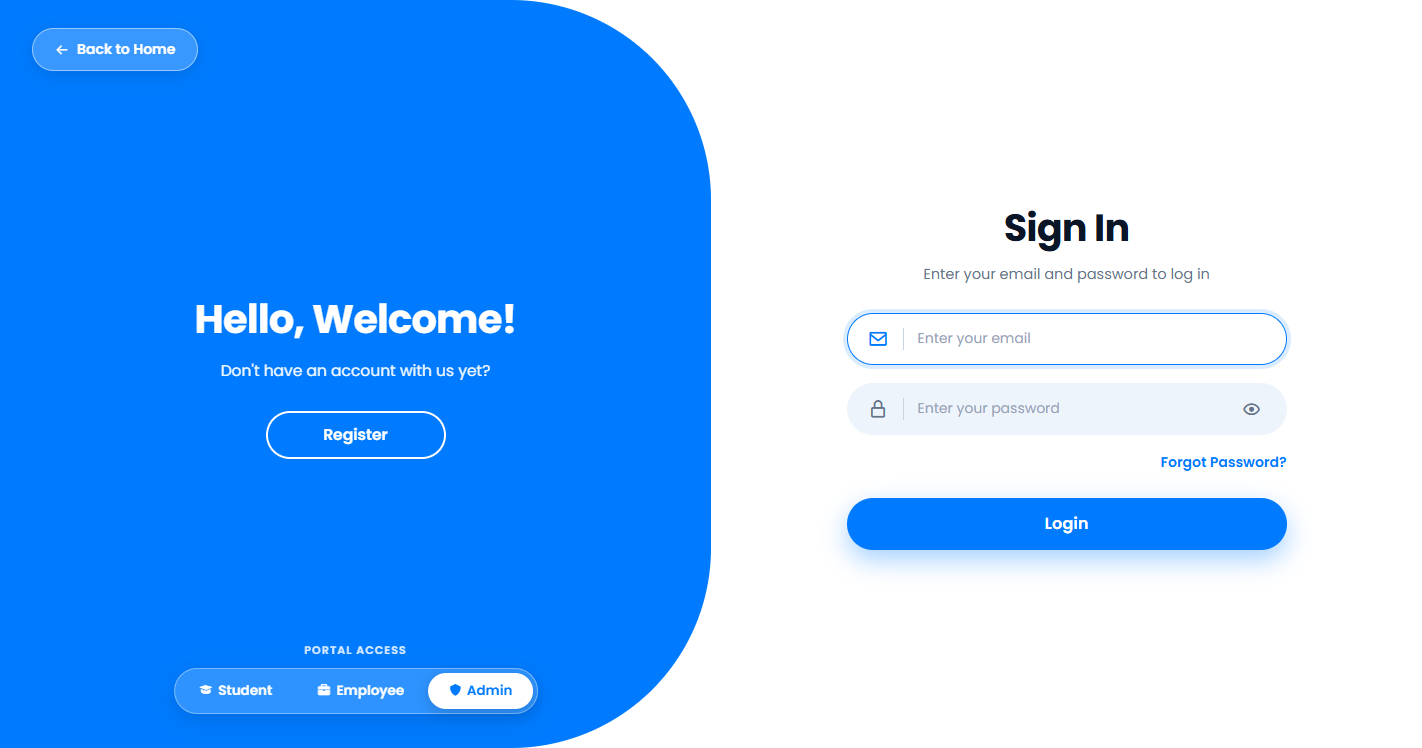 Back to Home
Hello, Welcome!
Don't have an account with us yet?
Register
PORTAL ACCESS
Student Employee Admin
Sign In
Enter your email and password to log in
Enter your email
Enter your password
Forgot Password?
Login